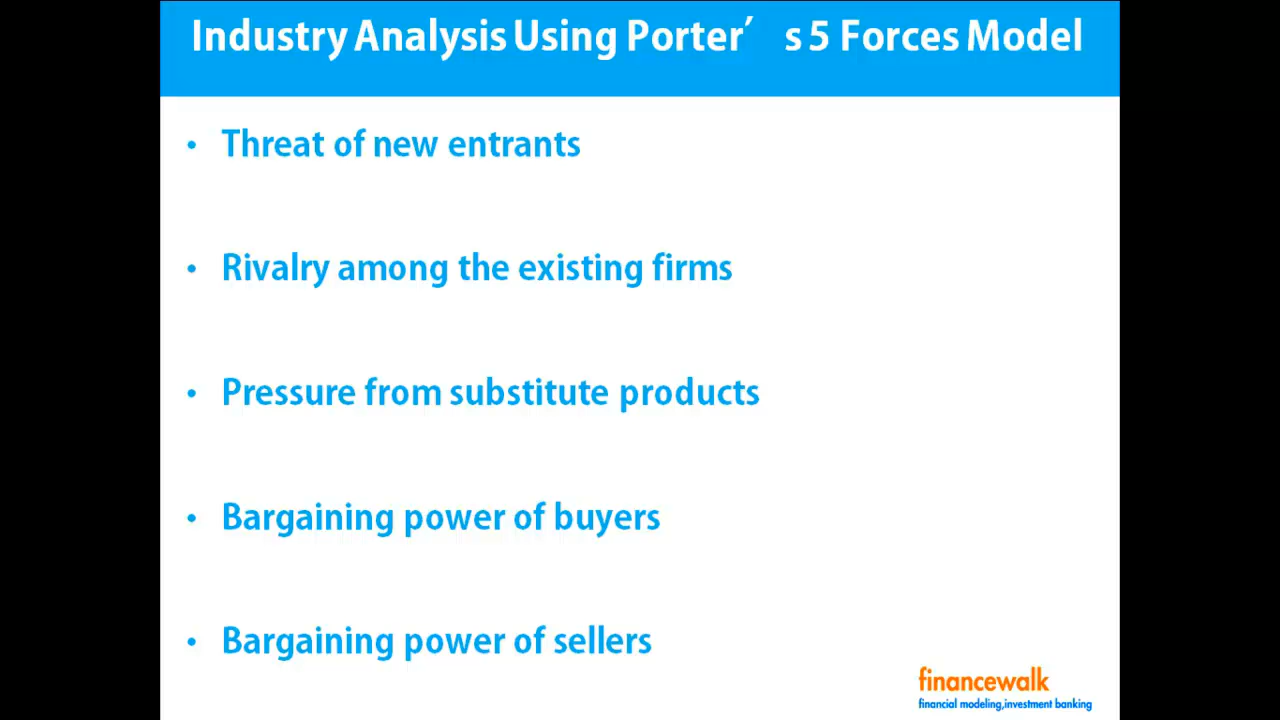 Industry Analysis Using Porter’ s 5 Forces Model
• Threat of new entrants
• Rivalry among the existing firms
• Pressure from substitute products
• Bargaining power of buyers
• Bargaining power of sellers
financewalk
financial modeling,investment banking